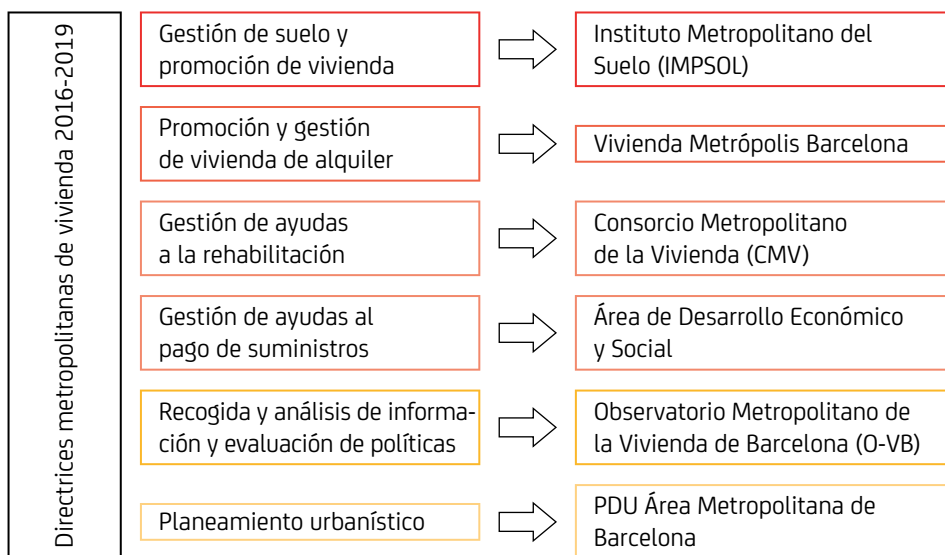 Directrices metropolitanas de vivienda 2016-2019
Gestión de suelo y
promoción de vivienda
Instituto Metropolitano del
Suelo (IMPSOL)
Promoción y gestión
de vivienda de alquiler
Vivienda Metrópolis Barcelona
Gestión de ayudas
a la rehabilitación
Consorcio Metropolitano
de la Vivienda (CMV)
Gestión de ayudas al
pago de suministros
Área de Desarrollo Económico
y Social
Recogida y análisis de informa-
ción y evaluación de políticas
Observatorio Metropolitano de
la Vivienda de Barcelona (O-VB)
Planeamiento urbanístico
PDU Área Metropolitana de
Barcelona